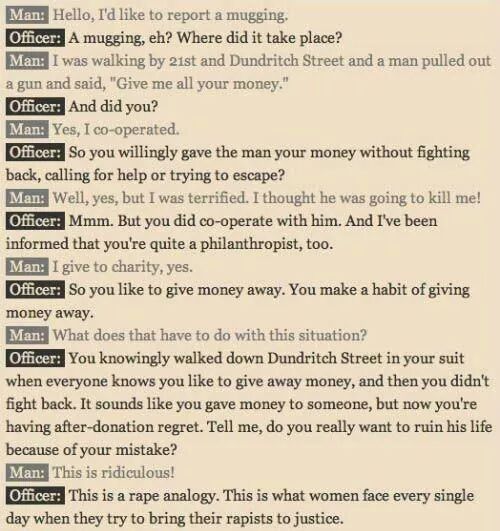 Man: Hello, I'd like to report a mugging.
Officer: A mugging, eh? Where did it take place?
Man: I was walking by 21st and Dundritch Street and a man pulled out
a gun and said, "Give me all your money."
Officer: And did you?
Man: Yes, I co-operated.
Officer: So you willingly gave the man your money without fighting
back, calling for help or trying to escape?
Man: Well, yes, but I was terrified. I thought he was going to kill me!
Officer: Mmm. But you did co-operate with him. And I've been
informed that you're quite a philanthropist, too.
Man: I give to charity, yes.
Officer: So you like to give money away. You make a habit of giving
money away.
Man: What does that have to do with this situation?
Officer: You knowingly walked down Dundritch Street in your suit
when everyone knows you like to give away money, and then you didn't
fight back. It sounds like you gave money to someone, but now you're
having after-donation regret. Tell me, do you really want to ruin his life
because of your mistake?
Man: This is ridiculous!
Officer: This is a rape analogy. This is what women face every single
day when they try to bring their rapists to justice.